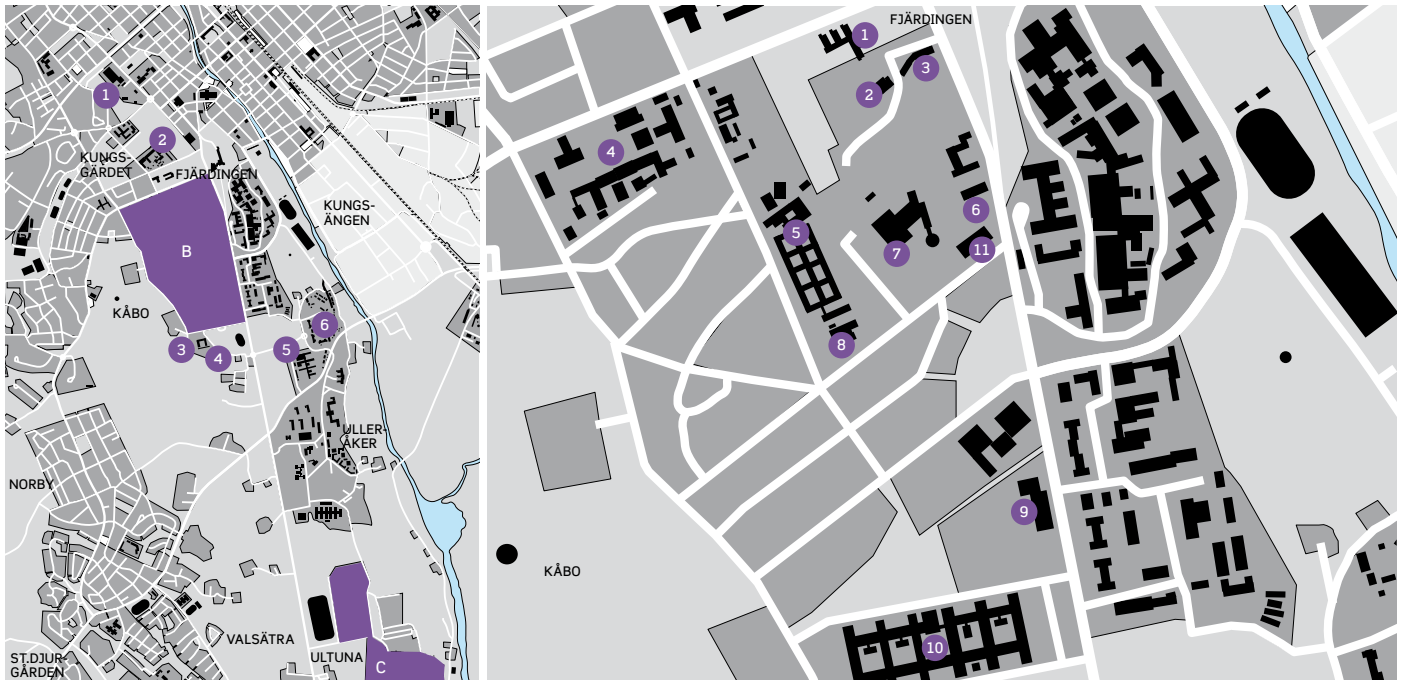 1
2
KUNGS-
GÄRDET
FJÄRDINGEN
KUNGS-
ÄNGEN
B
KÅBO
3
4
5
6
ULLER-
ÅKER
NORBY
VALSÄTRA
ULTUNA
C
ST.DJUR-
GÅRDEN
FJÄRDINGEN
1
2
3
4
5
6
7
11
8
9
KÅBO
10